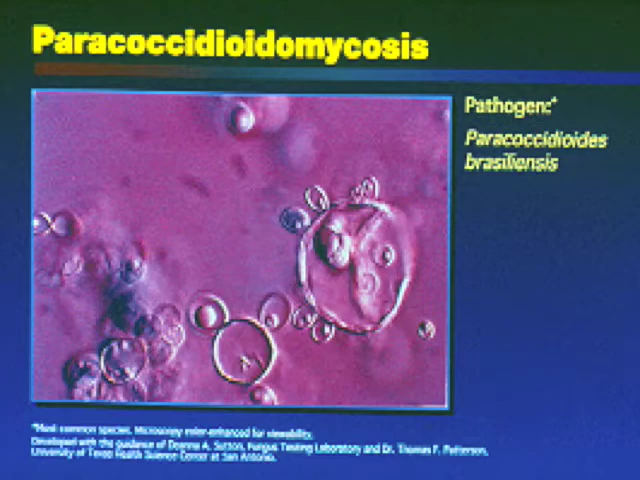 Paracoccidioidomycosis
Pathogen:*
Paracoccidioides
brasiliensis
*Most common species. Microscopy color-enhanced for viewability.
Developed with the guidance of Deanna A. Sutton, Fungus Testing Laboratory and Dr. Thomas F. Patterson,
University of Texas Health Science Center at San Antonio.